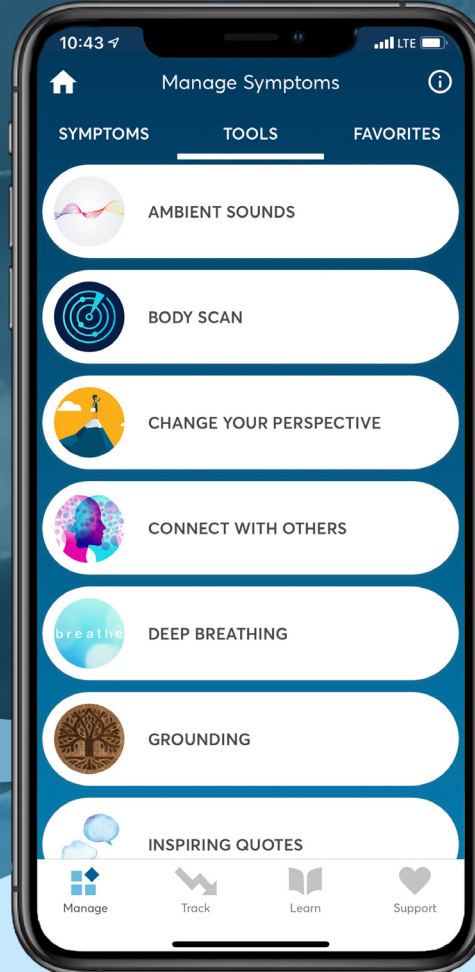 10:43
LTE
Manage Symptoms
SYMPTOMS TOOLS FAVORITES
AMBIENT SOUNDS
BODY SCAN
CHANGE YOUR PERSPECTIVE
CONNECT WITH OTHERS
breathe
DEEP BREATHING
GROUNDING
INSPIRING QUOTES
Manage Track Learn Support